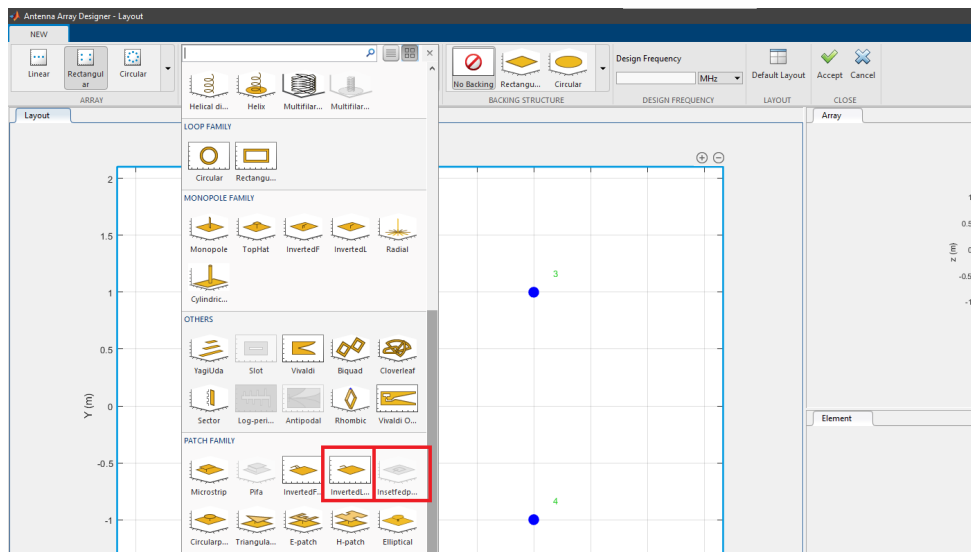 Antenna Array Designer - Layout
NEW
Linear
Rectangul
ar
Circular
ARRAY
No Backing
Rectangu...
Circular
BACKING STRUCTURE
Design Frequency
MHz
DESIGN FREQUENCY
Default Layout
LAYOUT
Accept
Cancel
CLOSE
Helical di...
Helix
Multifilar...
Multifilar...
LOOP FAMILY
Circular
Rectangu...
MONOPOLE FAMILY
Monopole
TopHat
InvertedF
InvertedL
Radial
Cylindric...
OTHERS
YagiUda
Slot
Vivaldi
Biquad
Cloverleaf
Sector
Log-peri...
Antipodal
Rhombic
Vivaldi O...
PATCH FAMILY
Microstrip
Pifa
InvertedF...
InvertedL...
Insetfedp...
Circularp...
Triangula...
E-patch
H-patch
Elliptical
Layout
2
1.5
1
0.5
0
-0.5
-1
Y (m)
3
4
Array
1
0.5
0
-0.5
-1
z (m)
Element